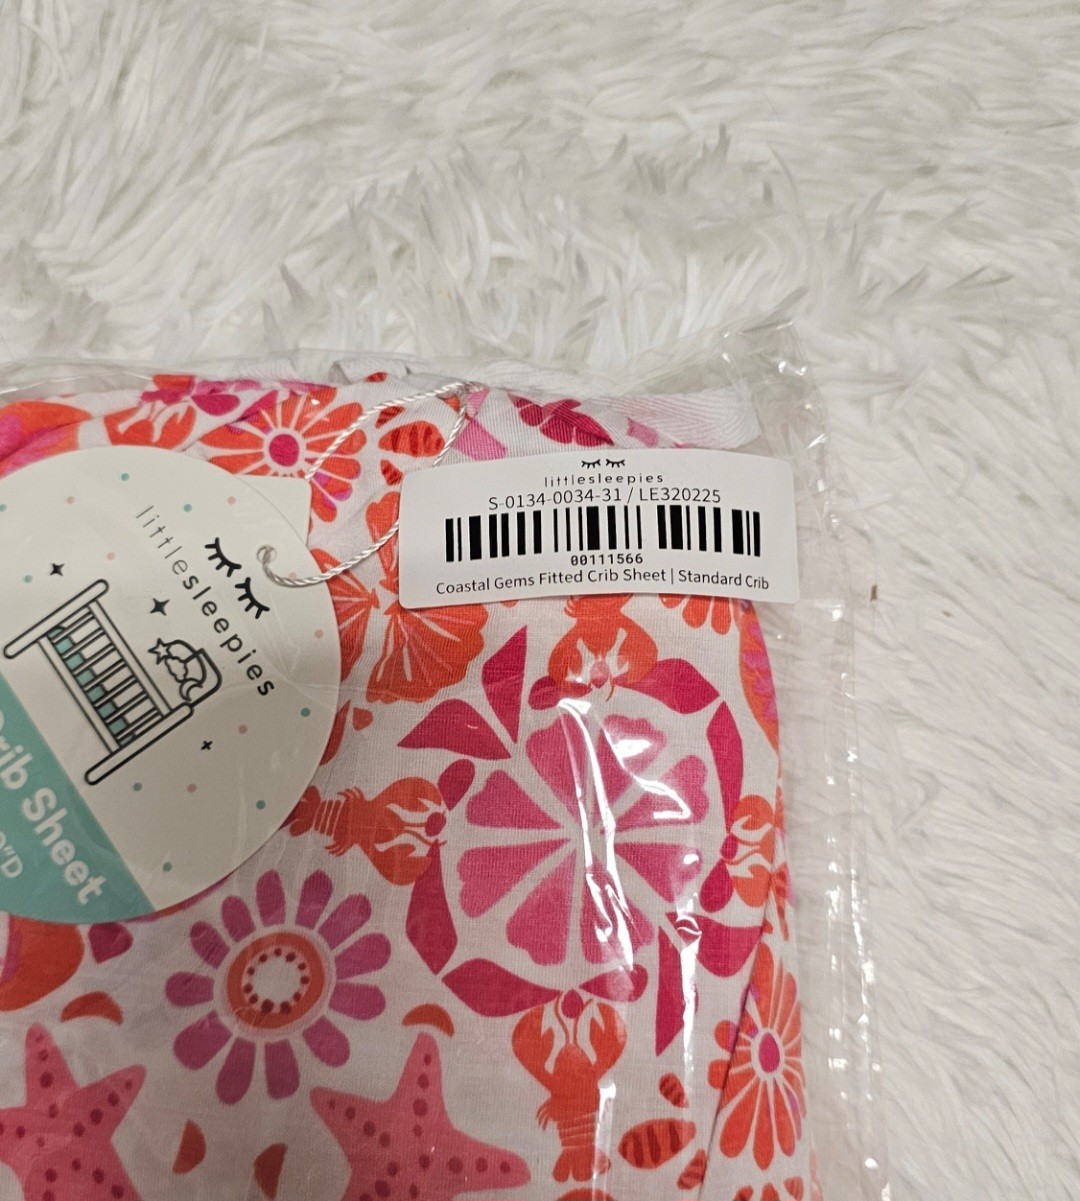 littlesleepies
S-0134-0034-31 / LE320225
00111566
Coastal Gems Fitted Crib Sheet | Standard Crib
littlesleepies
Crib Sheet
"D